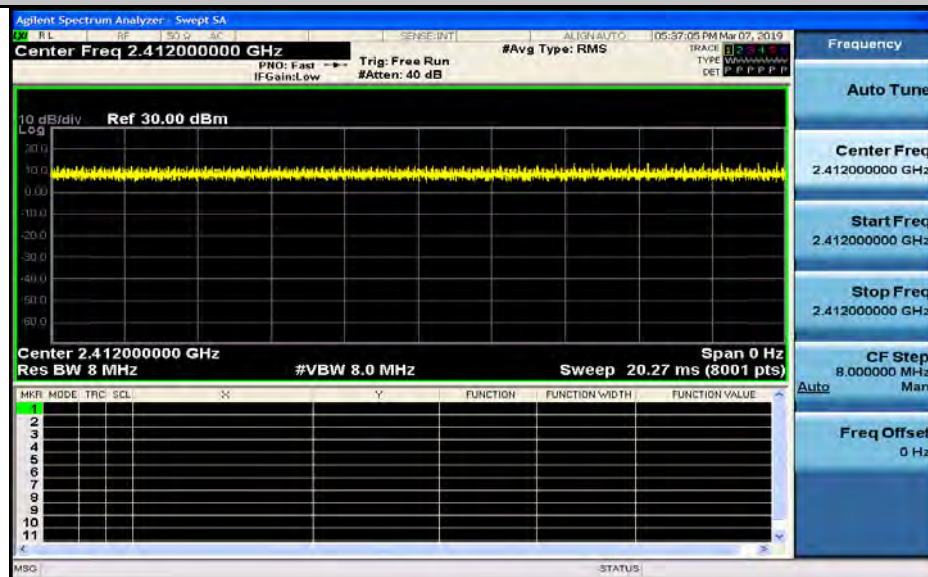 Agilent Spectrum Analyzer - Swept SA
RL RF 50 Ω AC SENSE:INT ALIGN AUTO 05:37:05 PM Mar 07, 2019
Center Freq 2.412000000 GHz #Avg Type: RMS TRACE 1 2 3 4 5 6
PNO: Fast Trig: Free Run TYPE
IFGain:Low #Atten: 40 dB DET P P P P P P
10 dB/div Ref 30.00 dBm
Log
20.0
10.0
0.00
-10.0
-20.0
-30.0
-40.0
-50.0
-60.0
Center 2.412000000 GHz Span 0 Hz
Res BW 8 MHz #VBW 8.0 MHz Sweep 20.27 ms (8001 pts)
MKR MODE TRC SCL X Y FUNCTION FUNCTION WIDTH FUNCTION VALUE
1
2
3
4
5
6
7
8
9
10
11
MSG STATUS
Frequency
Auto Tune
Center Freq
2.412000000 GHz
Start Freq
2.412000000 GHz
Stop Freq
2.412000000 GHz
CF Step
8.000000 MHz
Auto Man
Freq Offset
0 Hz